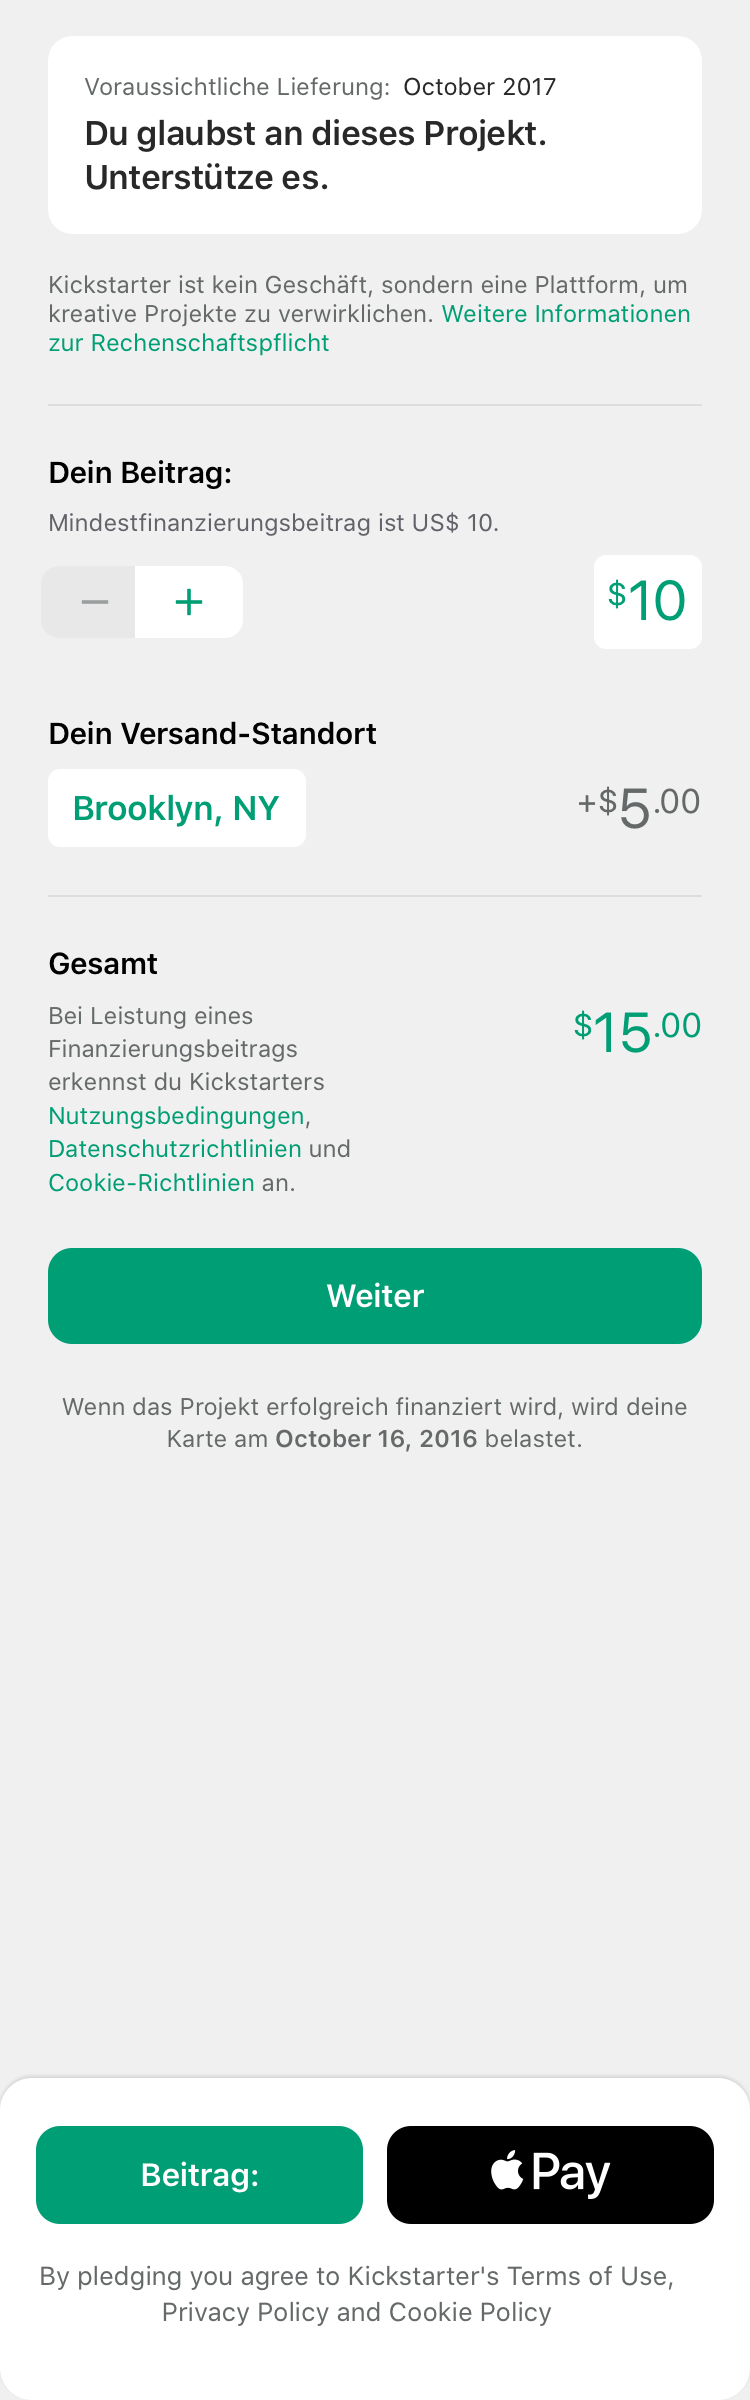 Voraussichtliche Lieferung: October 2017
Du glaubst an dieses Projekt.
Unterstütze es.
Kickstarter ist kein Geschäft, sondern eine Plattform, um
kreative Projekte zu verwirklichen. Weitere Informationen
zur Rechenschaftspflicht
Dein Beitrag:
Mindestfinanzierungsbeitrag ist US$ 10.
− + $10
Dein Versand-Standort
Brooklyn, NY +$5.00
Gesamt
Bei Leistung eines
$15.00
Finanzierungsbeitrags
erkennst du Kickstarters
Nutzungsbedingungen,
Datenschutzrichtlinien und
Cookie-Richtlinien an.
Weiter
Wenn das Projekt erfolgreich finanziert wird, wird deine
Karte am October 16, 2016 belastet.
Beitrag: Pay
By pledging you agree to Kickstarter's Terms of Use,
Privacy Policy and Cookie Policy